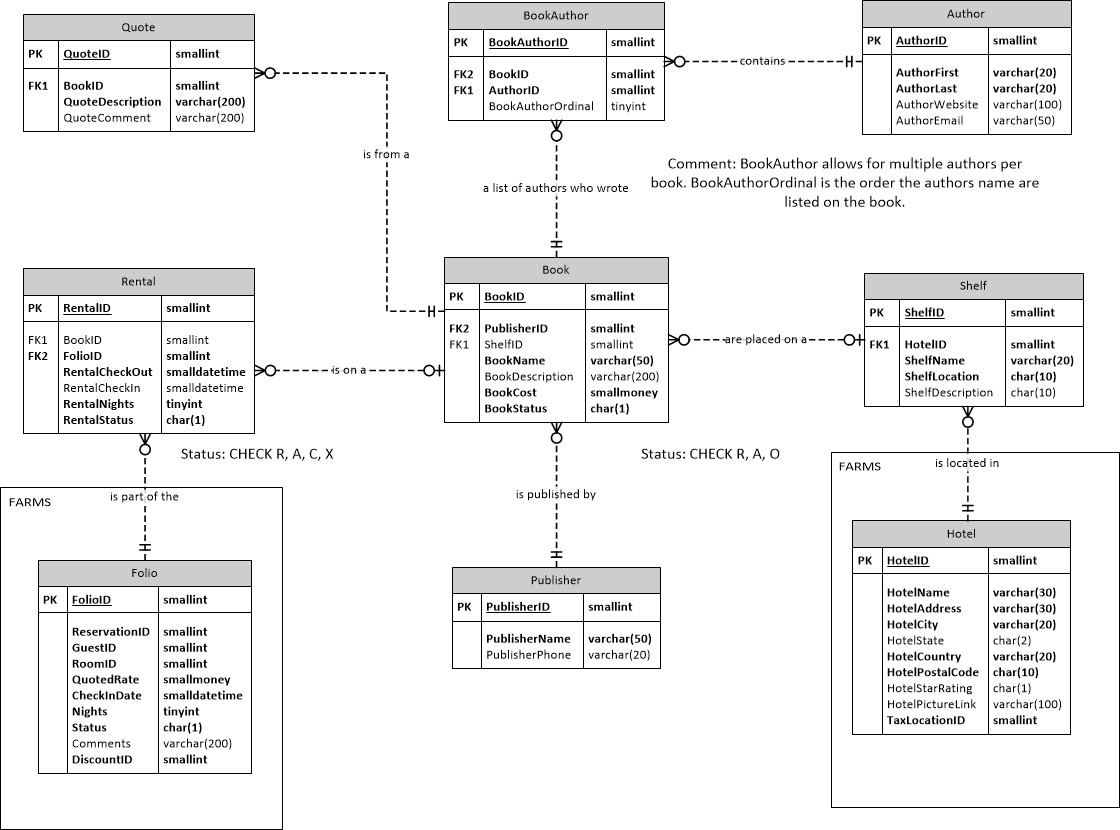 Quote
PK QuoteID smallint
FK1 BookID smallint
QuoteDescription varchar(200)
QuoteComment varchar(200)
BookAuthor
PK BookAuthorID smallint
FK2 BookID smallint
FK1 AuthorID smallint
BookAuthorOrdinal tinyint
contains
Author
PK AuthorID smallint
AuthorFirst varchar(20)
AuthorLast varchar(20)
AuthorWebsite varchar(100)
AuthorEmail varchar(50)
is from a
a list of authors who wrote
Comment: BookAuthor allows for multiple authors per
book. BookAuthorOrdinal is the order the authors name are
listed on the book.
Rental
PK RentalID smallint
FK1 BookID smallint
FK2 FolioID smallint
RentalCheckOut smalldatetime
RentalCheckIn smalldatetime
RentalNights tinyint
RentalStatus char(1)
is on a
Book
PK BookID smallint
FK2 PublisherID smallint
FK1 ShelfID smallint
BookName varchar(50)
BookDescription varchar(200)
BookCost smallmoney
BookStatus char(1)
are placed on a
Shelf
PK ShelfID smallint
FK1 HotelID smallint
ShelfName varchar(20)
ShelfLocation char(10)
ShelfDescription char(10)
Status: CHECK R, A, C, X
Status: CHECK R, A, O
is part of the
FARMS
Folio
PK FolioID smallint
ReservationID smallint
GuestID smallint
RoomID smallint
QuotedRate smallmoney
CheckInDate smalldatetime
Nights tinyint
Status char(1)
Comments varchar(200)
DiscountID smallint
is published by
Publisher
PK PublisherID smallint
PublisherName varchar(50)
PublisherPhone varchar(20)
FARMS
is located in
Hotel
PK HotelID smallint
HotelName varchar(30)
HotelAddress varchar(30)
HotelCity varchar(20)
HotelState char(2)
HotelCountry varchar(20)
HotelPostalCode char(10)
HotelStarRating char(1)
HotelPictureLink varchar(100)
TaxLocationID smallint